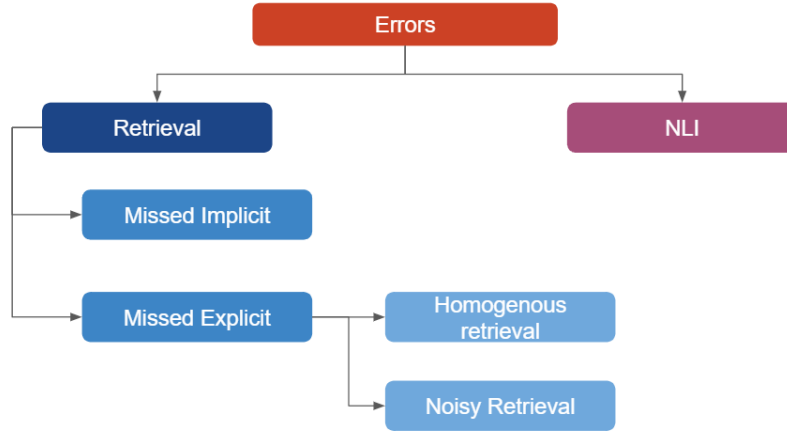 Errors
Retrieval
NLI
Missed Implicit
Missed Explicit
Homogenous
retrieval
Noisy Retrieval